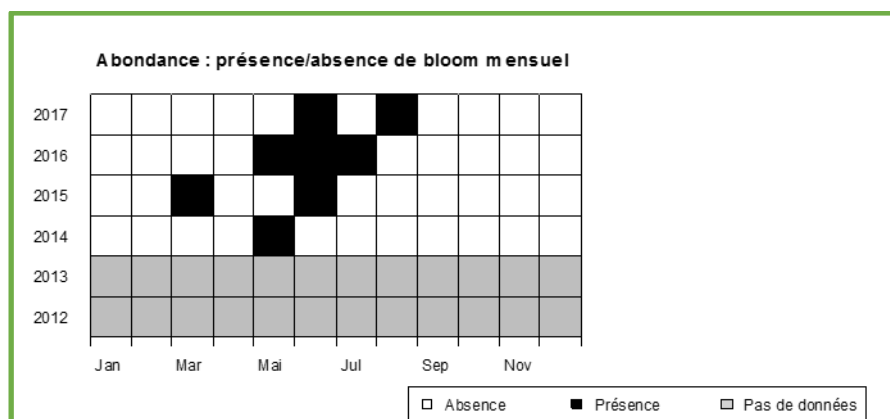 Abondance : présence/absence de bloom mensuel
2017
2016
2015
2014
2013
2012
Jan Mar Mai Jul Sep Nov
Absence Présence Pas de données